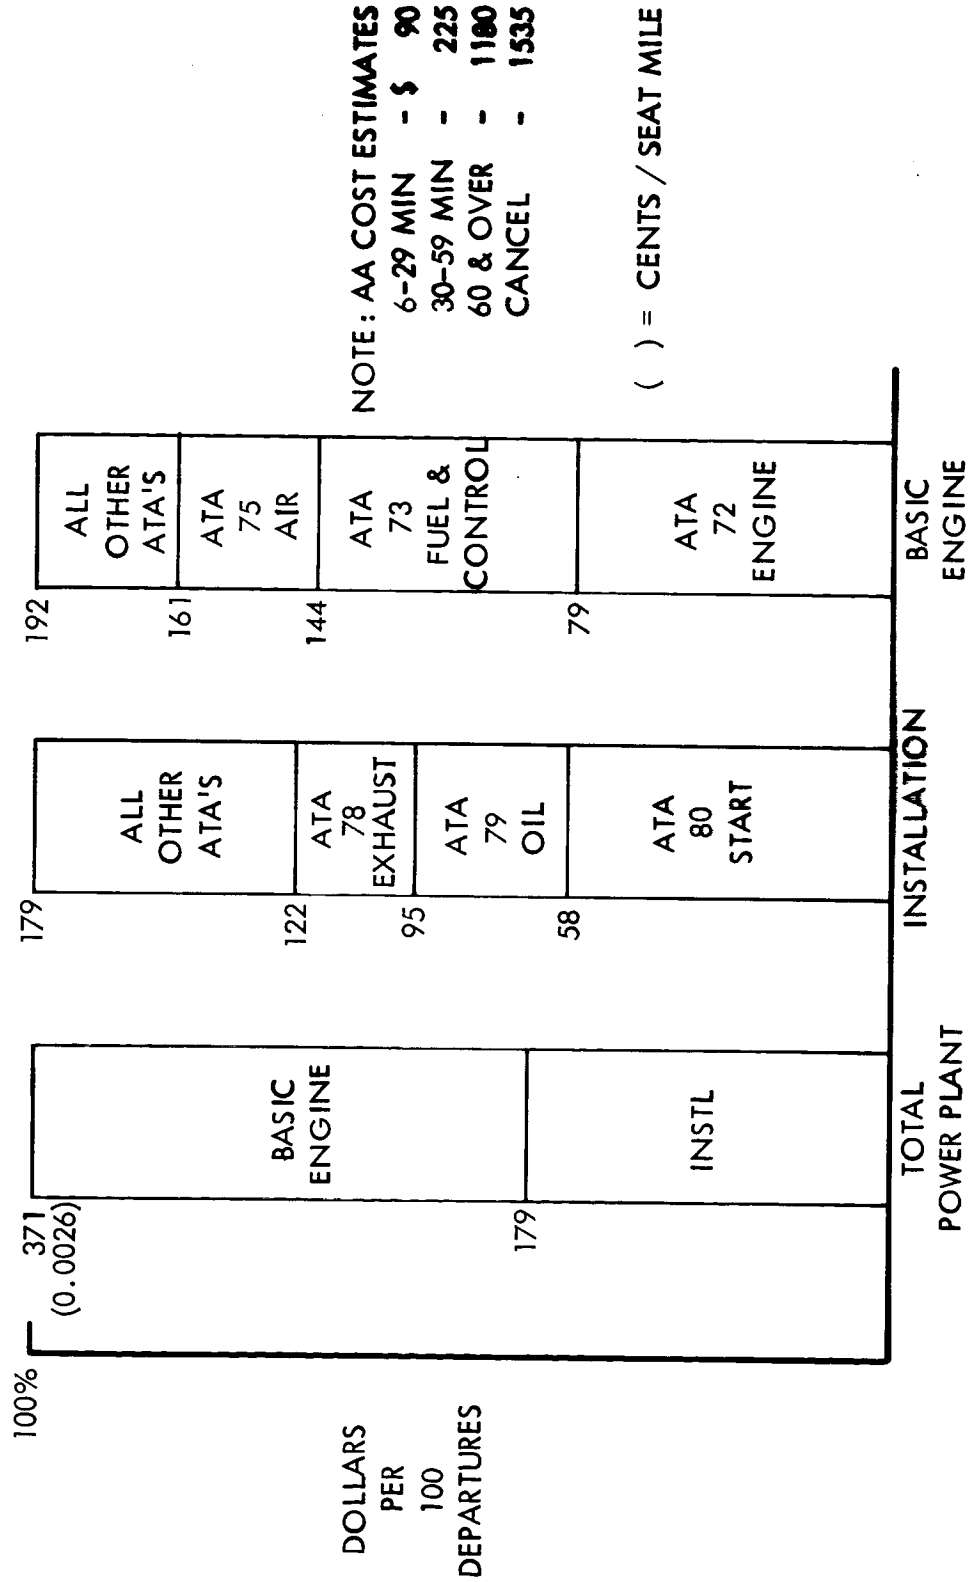 100%
371
(0.0026)
179
DOLLARS
PER
100
DEPARTURES
BASIC
ENGINE
INSTL
TOTAL
POWER PLANT
179
122
95
58
ALL
OTHER
ATA'S
ATA
78
EXHAUST
ATA
79
OIL
ATA
80
START
INSTALLATION
192
161
144
79
ALL
OTHER
ATA'S
ATA
75
AIR
ATA
73
FUEL &
CONTROL
ATA
72
ENGINE
BASIC
ENGINE
NOTE: AA COST ESTIMATES
6-29 MIN - $ 90
30-59 MIN - 225
60 & OVER - 1180
CANCEL - 1535
( ) = CENTS / SEAT MILE